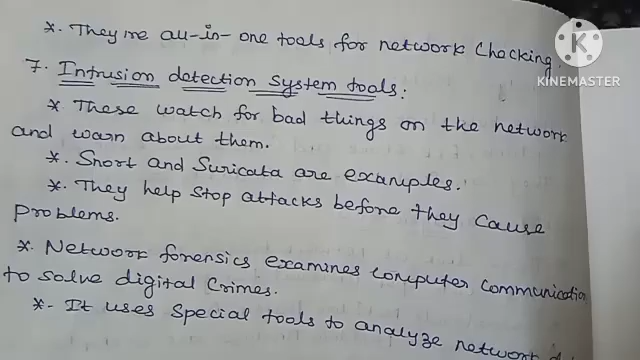 *. They're all-in-one tools for network checking.
7. Intrusion detection system tools:
* These watch for bad things on the network
and warn about them.
*. Snort and Suricata are examples.
*. They help stop attacks before they cause
problems.
*. Network forensics examines computer communication
to solve digital crimes.
*. It uses special tools to analyze network
KINEMASTER